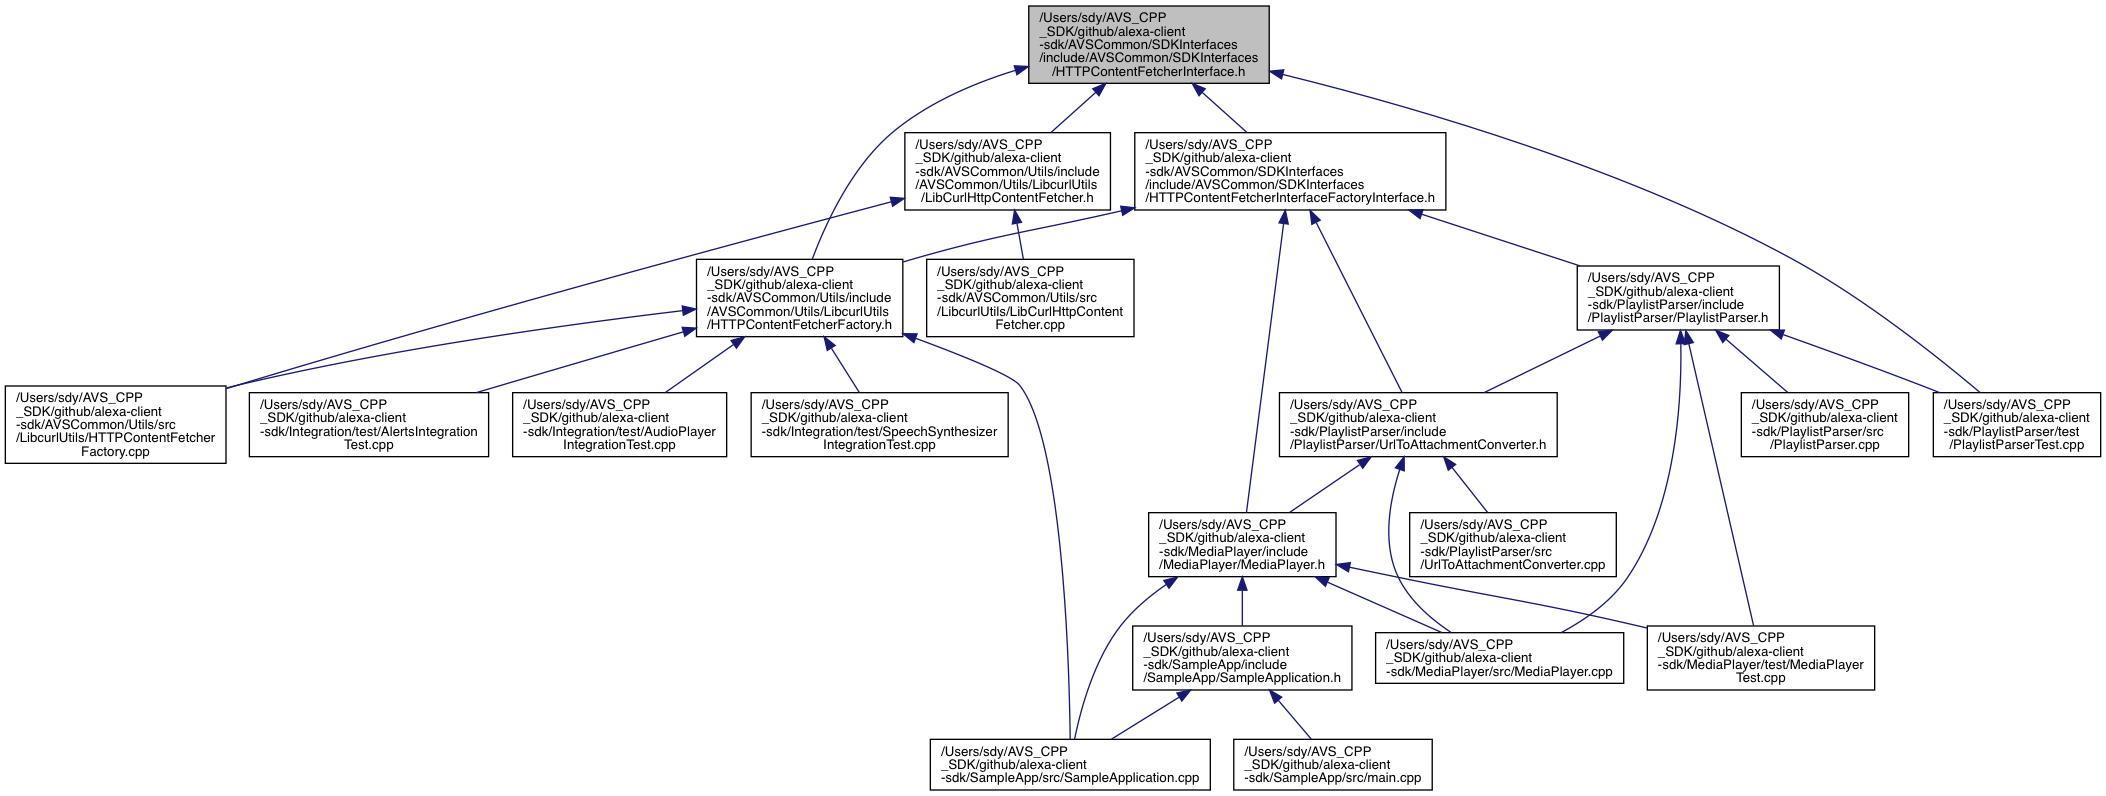 /Users/sdy/AVS_CPP
_SDK/github/alexa-client
-sdk/AVSCommon/SDKInterfaces
/include/AVSCommon/SDKInterfaces
/HTTPContentFetcherInterface.h
/Users/sdy/AVS_CPP
_SDK/github/alexa-client
-sdk/AVSCommon/Utils/include
/AVSCommon/Utils/LibcurlUtils
/LibCurlHttpContentFetcher.h
/Users/sdy/AVS_CPP
_SDK/github/alexa-client
-sdk/AVSCommon/SDKInterfaces
/include/AVSCommon/SDKInterfaces
/HTTPContentFetcherInterfaceFactoryInterface.h
/Users/sdy/AVS_CPP
_SDK/github/alexa-client
-sdk/AVSCommon/Utils/include
/AVSCommon/Utils/LibcurlUtils
/HTTPContentFetcherFactory.h
/Users/sdy/AVS_CPP
_SDK/github/alexa-client
-sdk/AVSCommon/Utils/src
/LibcurlUtils/LibCurlHttpContent
Fetcher.cpp
/Users/sdy/AVS_CPP
_SDK/github/alexa-client
-sdk/PlaylistParser/include
/PlaylistParser/PlaylistParser.h
/Users/sdy/AVS_CPP
_SDK/github/alexa-client
-sdk/AVSCommon/Utils/src
/LibcurlUtils/HTTPContentFetcher
Factory.cpp
/Users/sdy/AVS_CPP
_SDK/github/alexa-client
-sdk/Integration/test/AlertsIntegration
Test.cpp
/Users/sdy/AVS_CPP
_SDK/github/alexa-client
-sdk/Integration/test/AudioPlayer
IntegrationTest.cpp
/Users/sdy/AVS_CPP
_SDK/github/alexa-client
-sdk/Integration/test/SpeechSynthesizer
IntegrationTest.cpp
/Users/sdy/AVS_CPP
_SDK/github/alexa-client
-sdk/PlaylistParser/include
/PlaylistParser/UrlToAttachmentConverter.h
/Users/sdy/AVS_CPP
_SDK/github/alexa-client
-sdk/PlaylistParser/src
/PlaylistParser.cpp
/Users/sdy/AVS_CPP
_SDK/github/alexa-client
-sdk/PlaylistParser/test
/PlaylistParserTest.cpp
/Users/sdy/AVS_CPP
_SDK/github/alexa-client
-sdk/MediaPlayer/include
/MediaPlayer/MediaPlayer.h
/Users/sdy/AVS_CPP
_SDK/github/alexa-client
-sdk/PlaylistParser/src
/UrlToAttachmentConverter.cpp
/Users/sdy/AVS_CPP
_SDK/github/alexa-client
-sdk/SampleApp/include
/SampleApp/SampleApplication.h
/Users/sdy/AVS_CPP
_SDK/github/alexa-client
-sdk/MediaPlayer/src/MediaPlayer.cpp
/Users/sdy/AVS_CPP
_SDK/github/alexa-client
-sdk/MediaPlayer/test/MediaPlayer
Test.cpp
/Users/sdy/AVS_CPP
_SDK/github/alexa-client
-sdk/SampleApp/src/SampleApplication.cpp
/Users/sdy/AVS_CPP
_SDK/github/alexa-client
-sdk/SampleApp/src/main.cpp